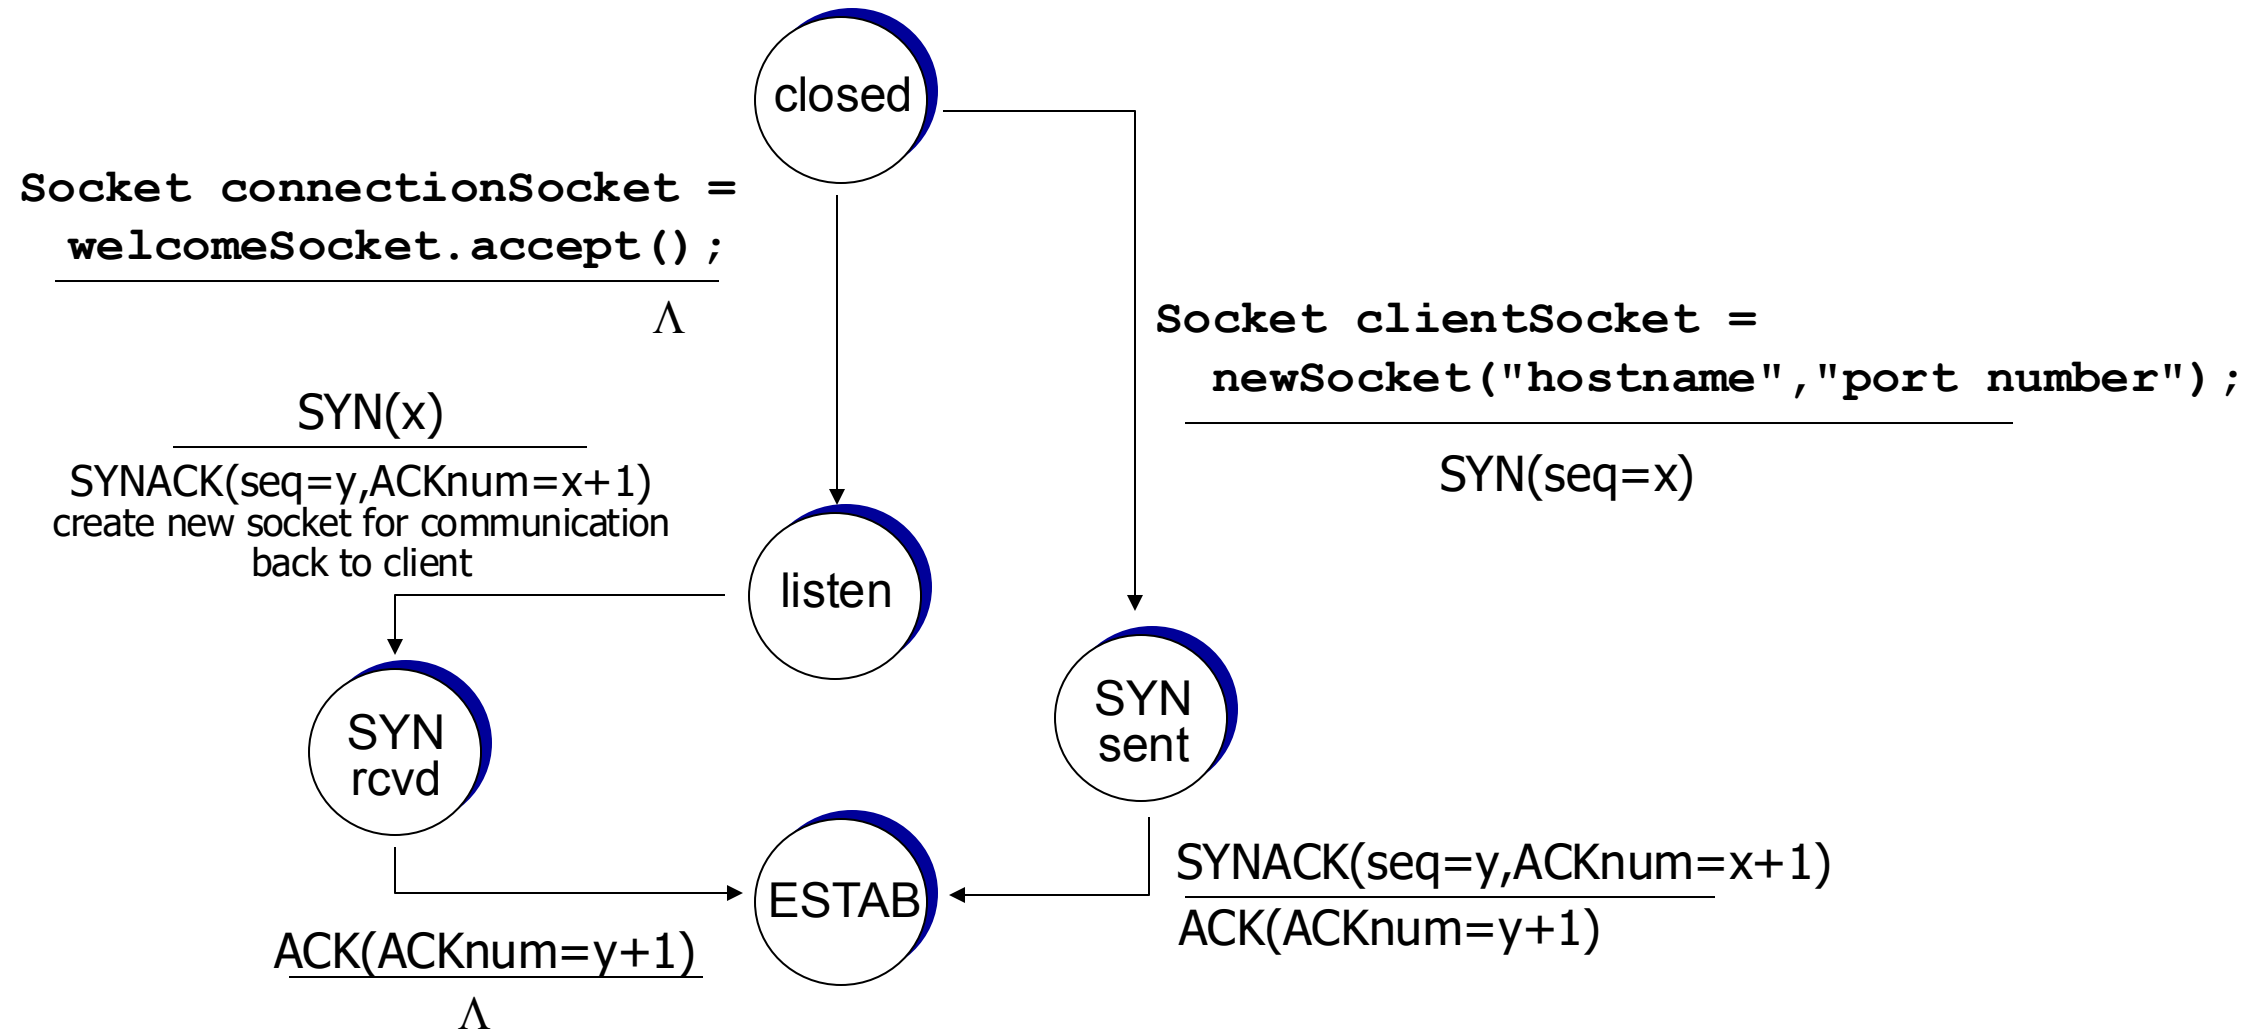 closed
Socket connectionSocket =
welcomeSocket.accept();
Λ
Socket clientSocket =
newSocket("hostname","port number");
SYN(seq=x)
SYN(x)
SYNACK(seq=y,ACKnum=x+1)
create new socket for communication
back to client
listen
SYN
rcvd
SYN
sent
ESTAB
SYNACK(seq=y,ACKnum=x+1)
ACK(ACKnum=y+1)
ACK(ACKnum=y+1)
Λ